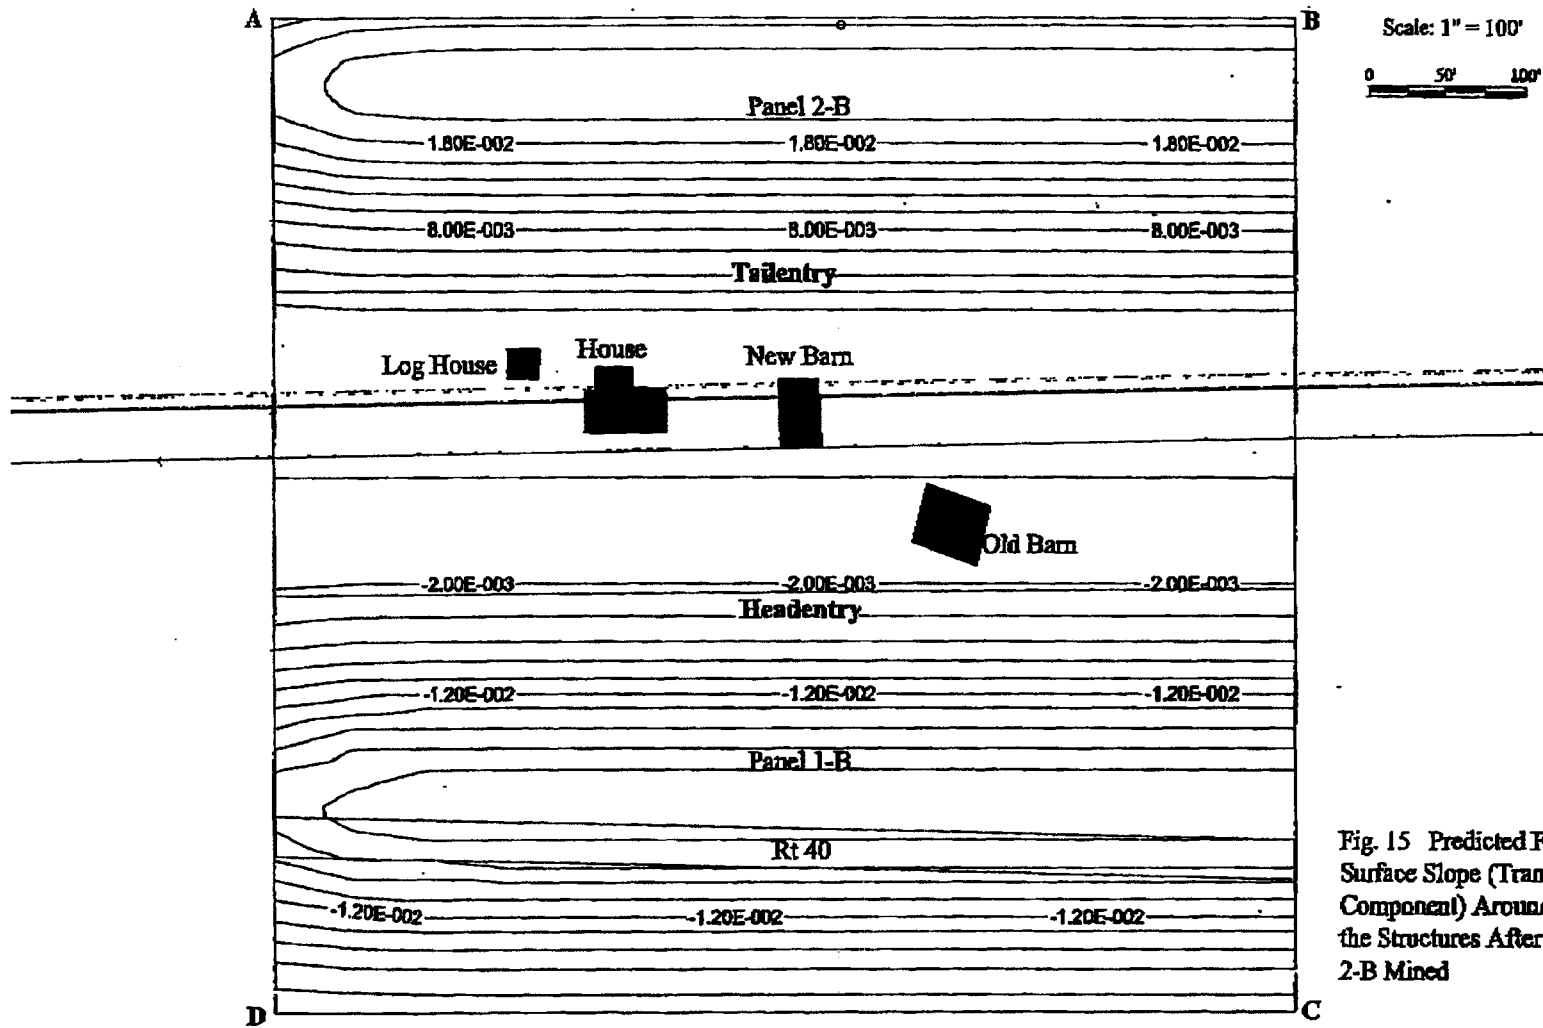 A
B
Scale: 1" = 100'
0 50' 100'
Panel 2-B
1.80E-002 1.80E-002 1.80E-002
8.00E-003 8.00E-003 8.00E-003
Tailentry
Log House House New Barn
Old Barn
-2.00E-003 -2.00E-003 -2.00E-003
Headentry
-1.20E-002 -1.20E-002 -1.20E-002
Panel 1-B
Rt 40
-1.20E-002 -1.20E-002 -1.20E-002
D
C
Fig. 15 Predicted F
Surface Slope (Tran
Component) Aroun
the Structures After
2-B Mined